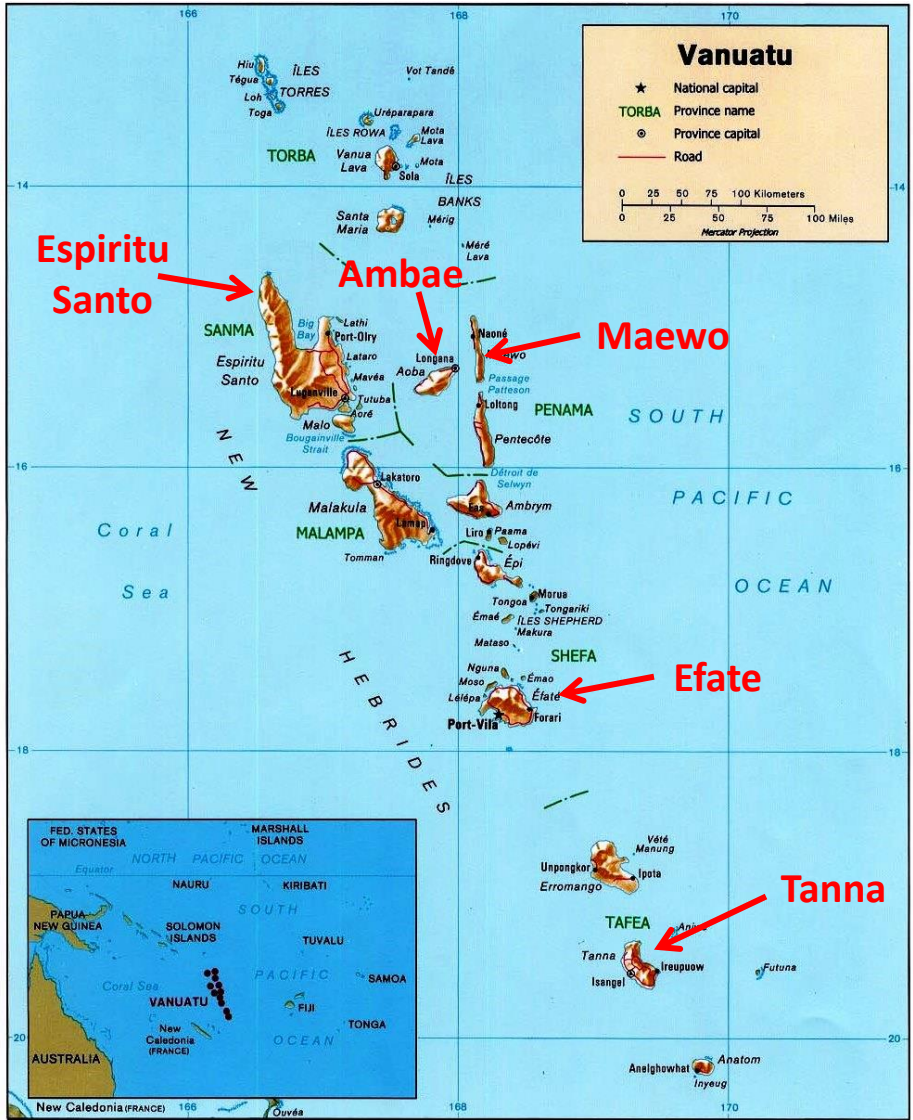 166
168
170
Vanuatu
National capital
TORBA Province name
Province capital
Road
0 25 50 75 100 Kilometers
0 25 50 75 100 Miles
Mercator Projection
Hiu
Tégua
ÎLES
TORRES
Loh
Toga
Vot Tandé
Uréparapara
ÎLES ROWA
Mota
Lava
TORBA
Vanua
Lava
Mota
Sola
ÎLES
BANKS
14
14
Santa
Maria
Mérig
Méré
Lava
Espiritu
Santo
Ambae
Maewo
SANMA
Big
Bay
Lathi
Port-Olry
Espiritu
Santo
Lataro
Mavéa
Luganville
Tutuba
Aoré
Malo
Bougainville
Strait
Longana
Aoba
Naoné
Passage
Patteson
Loltong
PENAMA
Pentecôte
SOUTH
PACIFIC
OCEAN
16
16
Détroit de
Selwyn
NEW
HEBRIDES
Coral
Sea
Lakatoro
Malakula
MALAMPA
Lamap
Tomman
Eas
Ambrym
Liro
Paama
Lopévi
Ringdove
Épi
Morua
Tongoa
Tongariki
Émaé
ÎLES SHEPHERD
Makura
Mataso
SHEFA
Nguna
Moso
Émao
Lélépa
Éfaté
Port-Vila
Forari
Efate
18
18
Vété
Manung
Unpongkor
Ipota
Erromango
TAFEA
Tanna
Tanna
Isangel
Ireupuow
Futuna
20
20
Anelghowhat
Anatom
Inyeug
FED. STATES
OF MICRONESIA
MARSHALL
ISLANDS
NORTH PACIFIC OCEAN
Equator
NAURU
KIRIBATI
PAPUA
NEW GUINEA
SOLOMON
ISLANDS
SOUTH
PACIFIC
OCEAN
TUVALU
SAMOA
Coral Sea
VANUATU
FIJI
TONGA
New
Caledonia
(FRANCE)
AUSTRALIA
New Caledonia (FRANCE)
166
Ouvéa
168
170